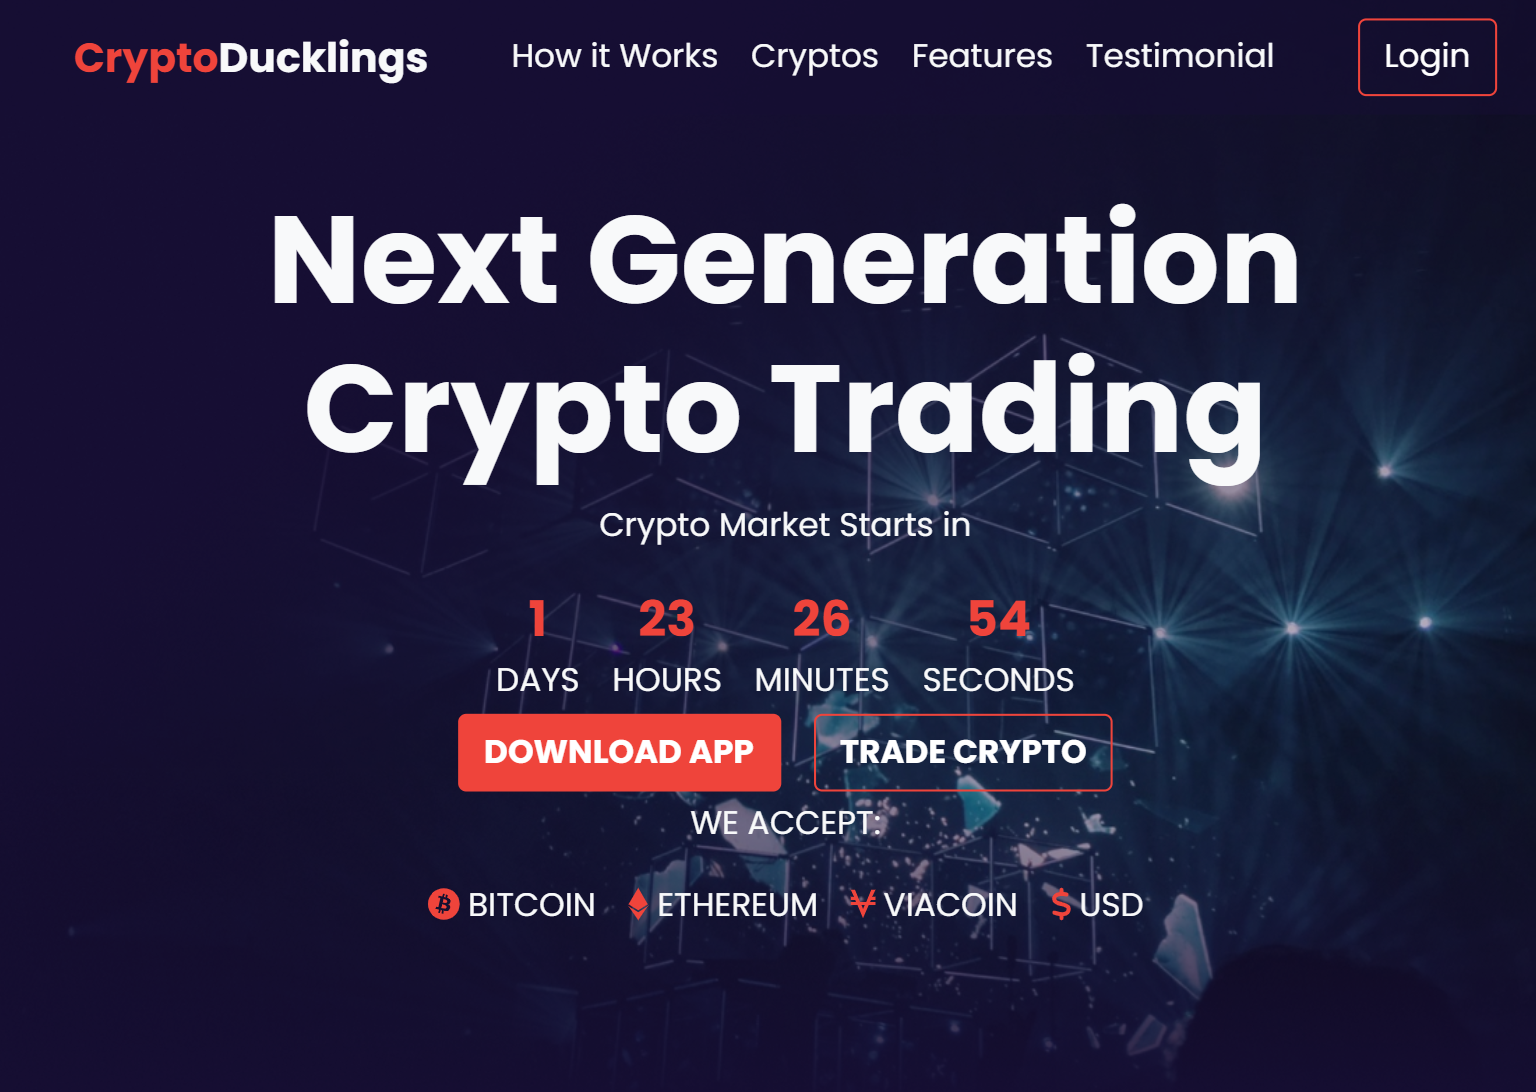 CryptoDucklings How it Works Cryptos Features Testimonial Login
Next Generation
Crypto Trading
Crypto Market Starts in
1 23 26 54
DAYS HOURS MINUTES SECONDS
DOWNLOAD APP TRADE CRYPTO
WE ACCEPT:
BITCOIN ETHEREUM VIACOIN USD